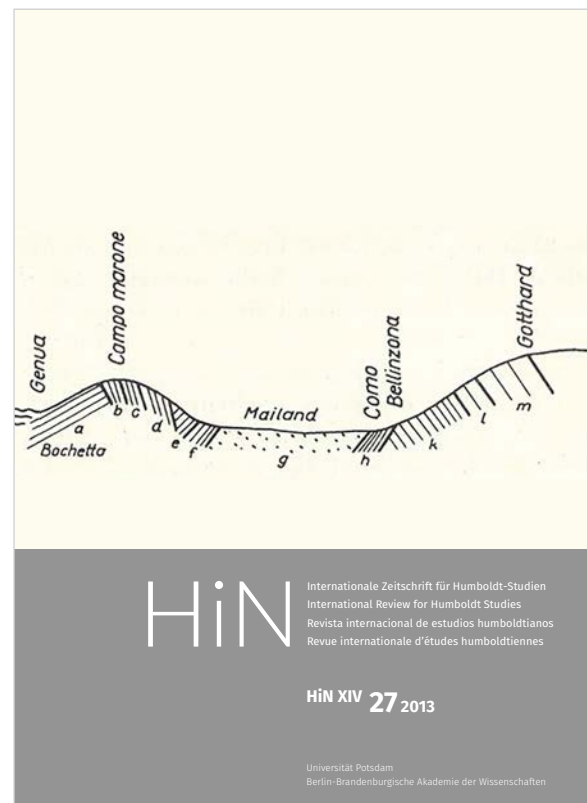 Genua
Campo marone
Mailand
Como
Bellinzona
Gotthard
a
b
c
d
e
f
g
h
k
l
m
Bochetta
HiN
Internationale Zeitschrift für Humboldt-Studien
International Review for Humboldt Studies
Revista internacional de estudios humboldtianos
Revue internationale d'études humboldtiennes
HiN XIV 27 2013
Universität Potsdam
Berlin-Brandenburgische Akademie der Wissenschaften